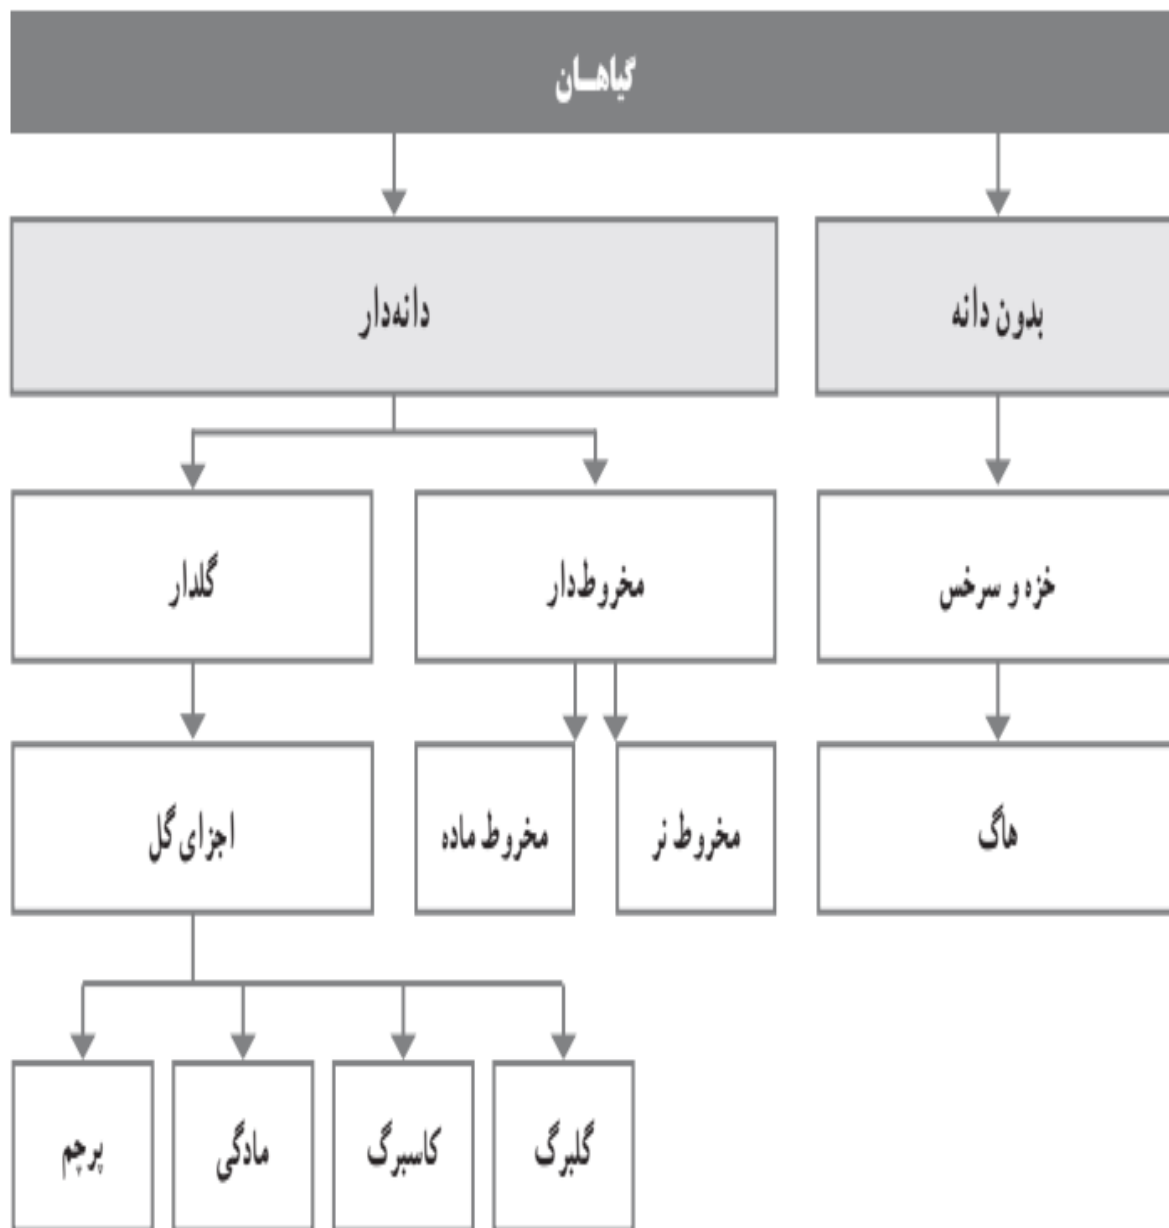 گیاهان
بدون دانه
دانه‌دار
خزه و سرخس
مخروط‌دار
گلدار
هاگ
مخروط نر
مخروط ماده
اجزای گل
گلبرگ
کاسبرگ
مادگی
پرچم